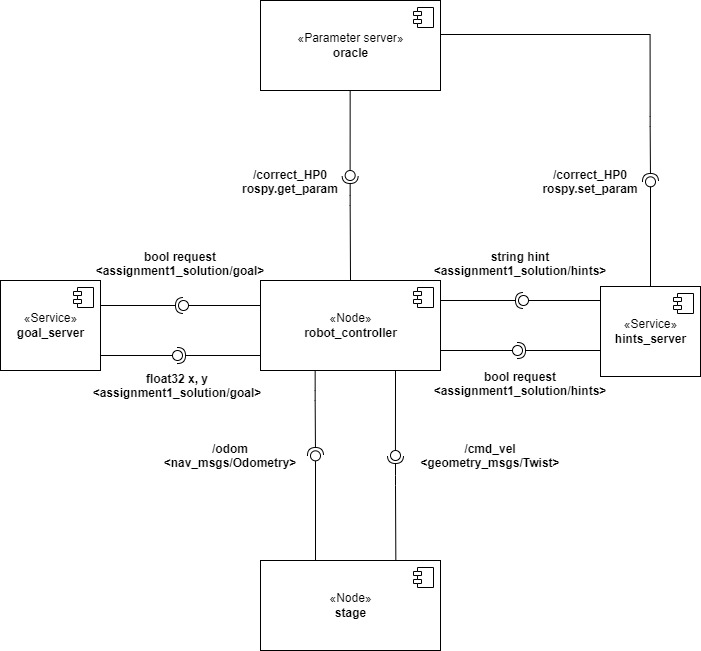 «Parameter server»
oracle
/correct_HP0
rospy.get_param
/correct_HP0
rospy.set_param
bool request
<assignment1_solution/goal>
string hint
<assignment1_solution/hints>
«Service»
goal_server
«Node»
robot_controller
«Service»
hints_server
float32 x, y
<assignment1_solution/goal>
bool request
<assignment1_solution/hints>
/odom
<nav_msgs/Odometry>
/cmd_vel
<geometry_msgs/Twist>
«Node»
stage